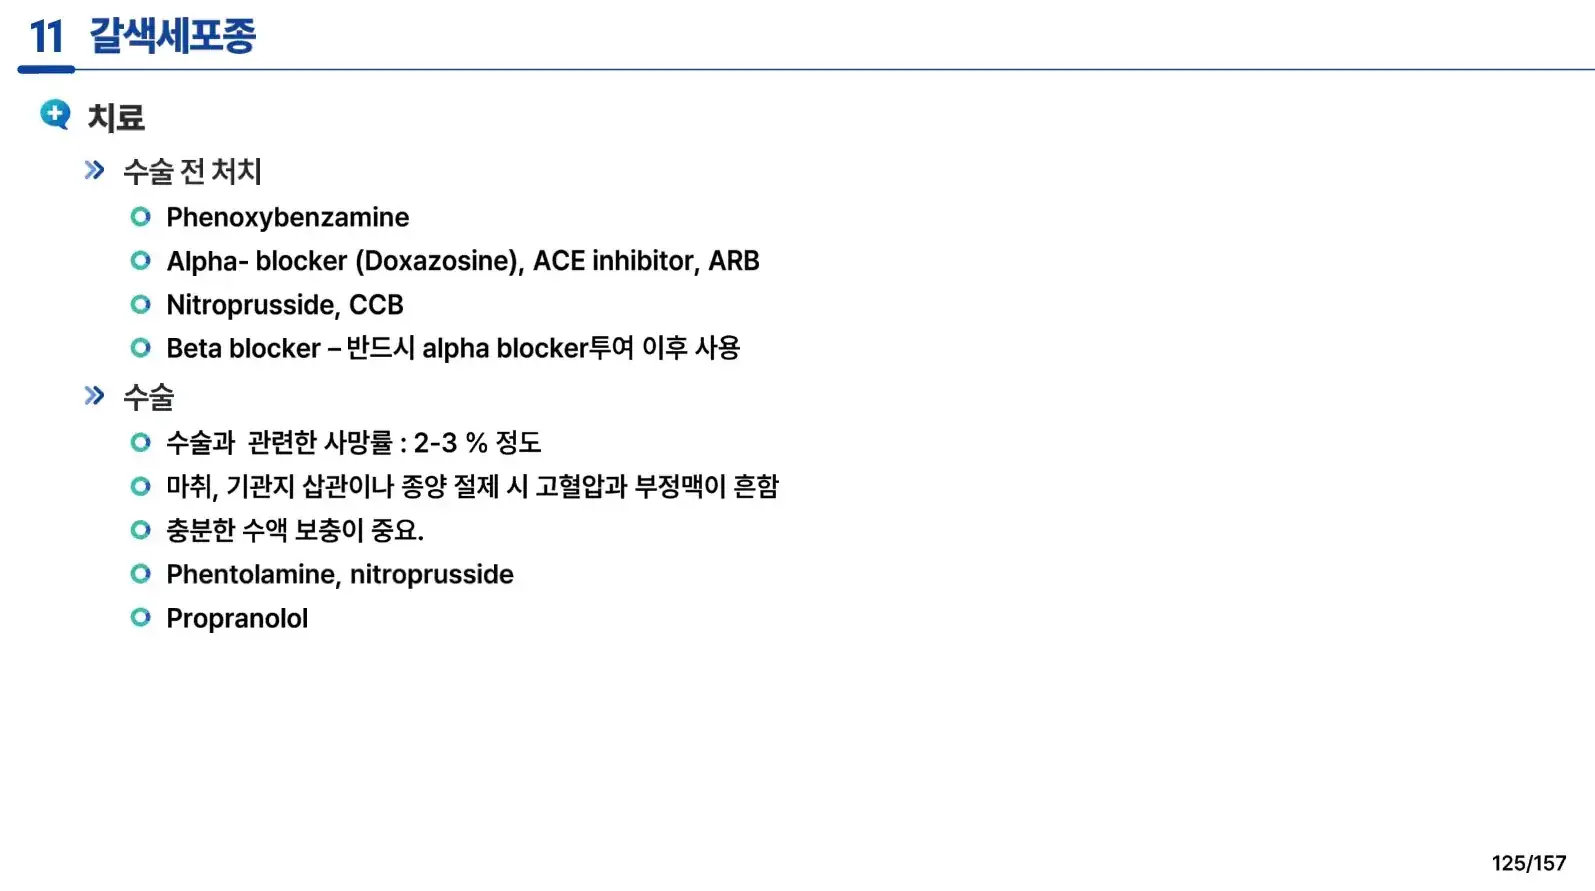 11 갈색세포종
치료
수술 전 처치
Phenoxybenzamine
Alpha- blocker (Doxazosine), ACE inhibitor, ARB
Nitroprusside, CCB
Beta blocker – 반드시 alpha blocker투여 이후 사용
수술
수술과 관련한 사망률 : 2-3 % 정도
마취, 기관지 삽관이나 종양 절제 시 고혈압과 부정맥이 흔함
충분한 수액 보충이 중요.
Phentolamine, nitroprusside
Propranolol
125/157